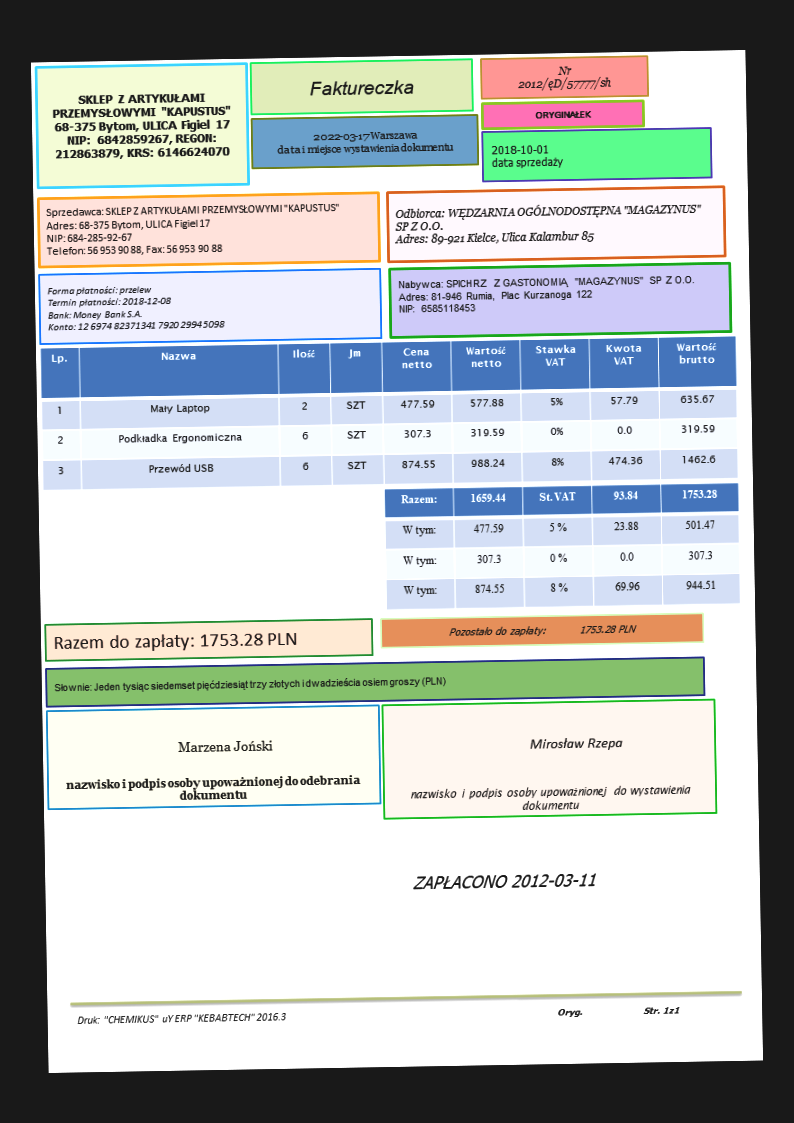 SKLEP Z ARTYKUŁAMI
PRZEMYSŁOWYMI "KAPUSTUS"
68-375 Bytom, ULICA Figiel 17
NIP: 6842859267, REGON:
212863879, KRS: 6146624070
Faktureczka
2022-03-17 Warszawa
data i miejsce wystawienia dokumentu
Nr
2012/ęD/57777/sh
ORYGINAŁEK
2018-10-01
data sprzedaży
Sprzedawca: SKLEP Z ARTYKUŁAMI PRZEMYSŁOWYMI "KAPUSTUS"
Adres: 68-375 Bytom, ULICA Figiel 17
NIP: 684-285-92-67
Telefon: 56 953 90 88, Fax: 56 953 90 88
Odbiorca: WĘDZARNIA OGÓLNODOSTĘPNA "MAGAZYNUS"
SP Z O.O.
Adres: 89-921 Kielce, Ulica Kalambur 85
Forma płatności: przelew
Termin płatności: 2018-12-08
Bank: Money Bank S.A.
Konto: 12 6974 8237 1341 7920 2994 5098
Nabywca: SPICHRZ Z GASTONOMIĄ, "MAGAZYNUS" SP Z O.O.
Adres: 81-946 Rumia, Plac Kurzanoga 122
NIP: 6585118453
Lp. Nazwa Ilość Jm Cena netto Wartość netto Stawka VAT Kwota VAT Wartość brutto
1 Mały Laptop 2 SZT 477.59 577.88 5% 57.79 635.67
2 Podkładka Ergonomiczna 6 SZT 307.3 319.59 0% 0.0 319.59
3 Przewód USB 6 SZT 874.55 988.24 8% 474.36 1462.6
Razem: 1659.44 St. VAT 93.84 1753.28
W tym: 477.59 5 % 23.88 501.47
W tym: 307.3 0 % 0.0 307.3
W tym: 874.55 8 % 69.96 944.51
Razem do zapłaty: 1753.28 PLN
Pozostało do zapłaty: 1753.28 PLN
Słownie: Jeden tysiąc siedemset pięćdziesiąt trzy złotych i dwadzieścia osiem groszy (PLN)
Marzena Joński
nazwisko i podpis osoby upoważnionej do odebrania
dokumentu
Mirosław Rzepa
nazwisko i podpis osoby upoważnionej do wystawienia
dokumentu
ZAPŁACONO 2012-03-11
Druk: "CHEMIKUS" uY ERP "KEBABTECH" 2016.3
Oryg.
Str. 1z1